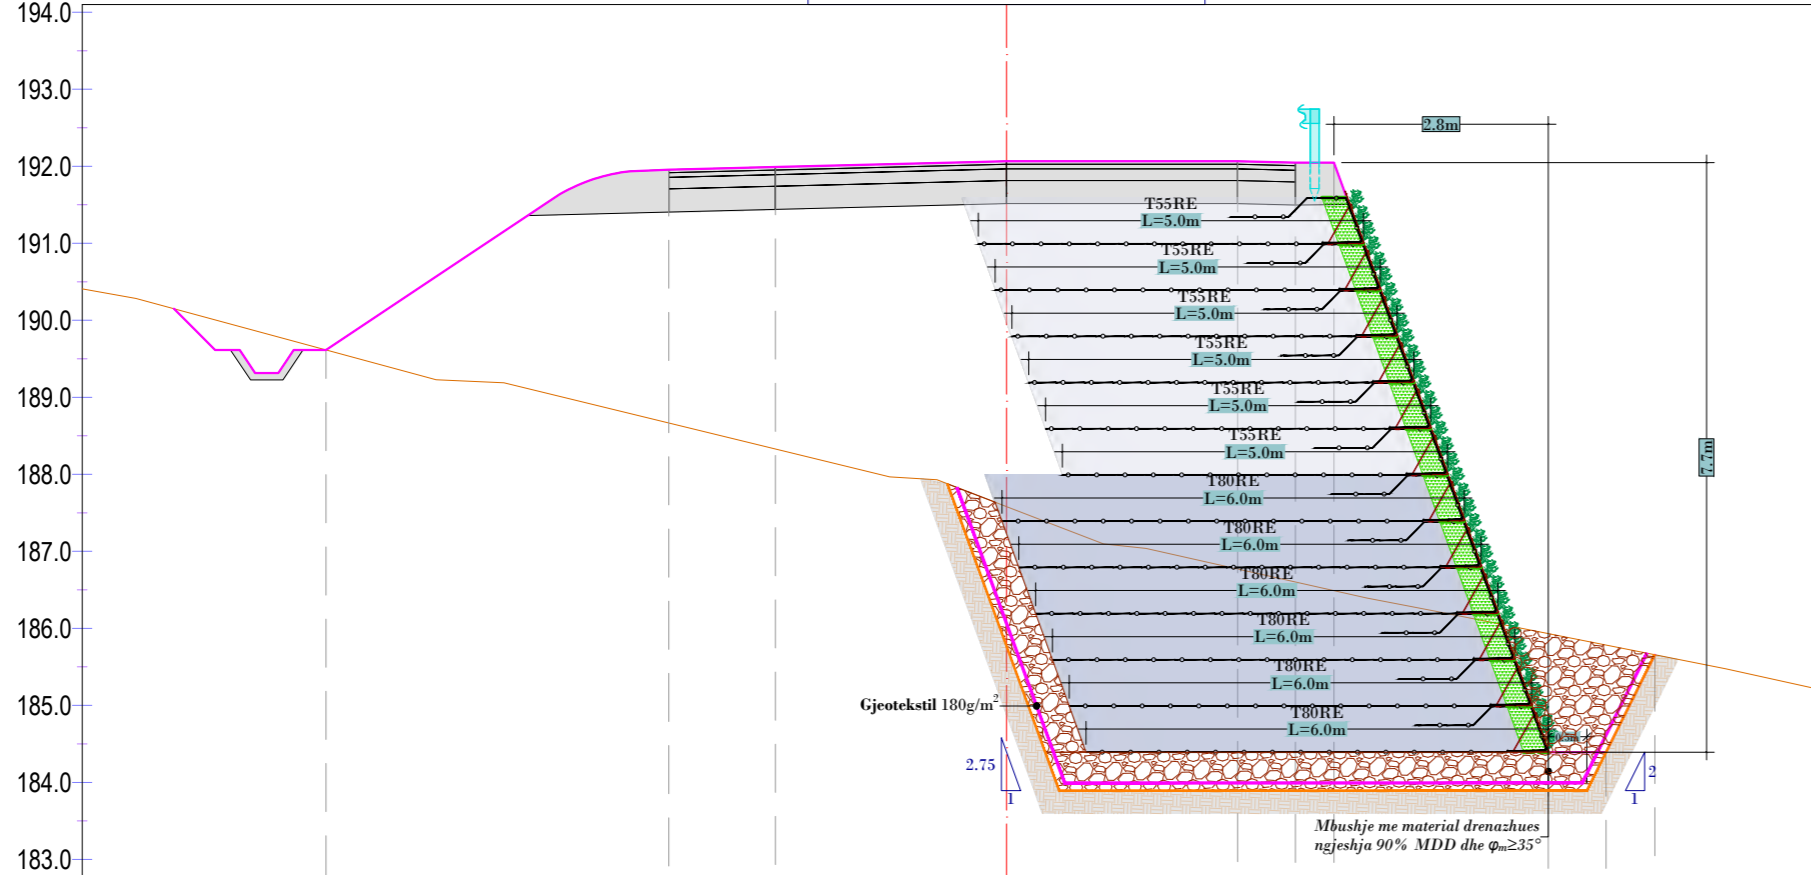 194.0
193.0
192.0
191.0
190.0
189.0
188.0
187.0
186.0
185.0
184.0
183.0
2.8m
T55RE
L=5.0m
T55RE
L=5.0m
T55RE
L=5.0m
T55RE
L=5.0m
T55RE
L=5.0m
T55RE
L=5.0m
T80RE
L=6.0m
T80RE
L=6.0m
T80RE
L=6.0m
T80RE
L=6.0m
T80RE
L=6.0m
T80RE
L=6.0m
7.7m
Gjeotekstil 180g/m²
2.75
1
0.5m
2
1
Mbushje me material drenazhues
ngjeshja 90% MDD dhe φm≥35°